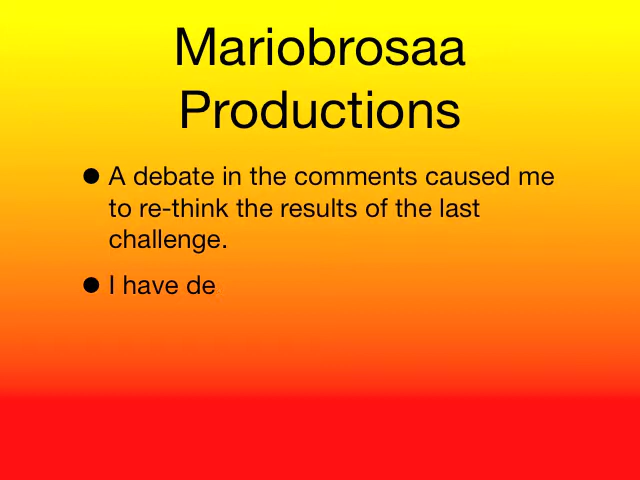 Mariobrosaa
Productions
• A debate in the comments caused me
to re-think the results of the last
challenge.
• I have de